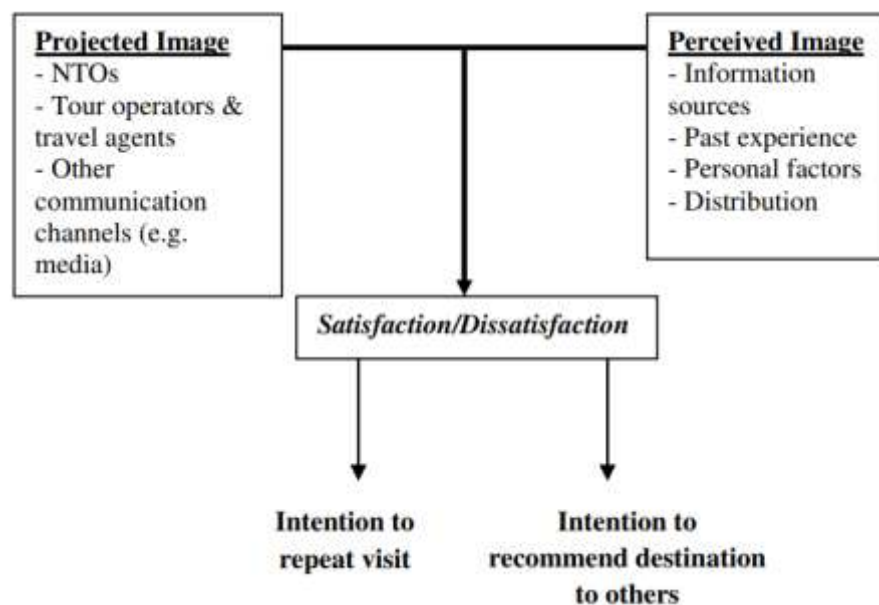 Projected Image
- NTOs
- Tour operators &
travel agents
- Other
communication
channels (e.g.
media)
Perceived Image
- Information
sources
- Past experience
- Personal factors
- Distribution
Satisfaction/Dissatisfaction
Intention to
repeat visit
Intention to
recommend destination
to others